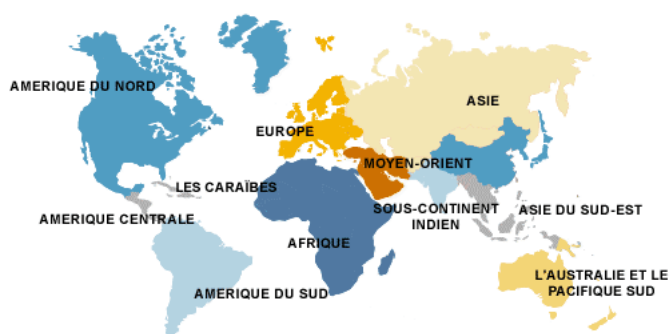 AMERIQUE DU NORD
ASIE
EUROPE
MOYEN-ORIENT
LES CARAÏBES
AMERIQUE CENTRALE
SOUS-CONTINENT
INDIEN
ASIE DU SUD-EST
AFRIQUE
AMERIQUE DU SUD
L'AUSTRALIE ET LE
PACIFIQUE SUD